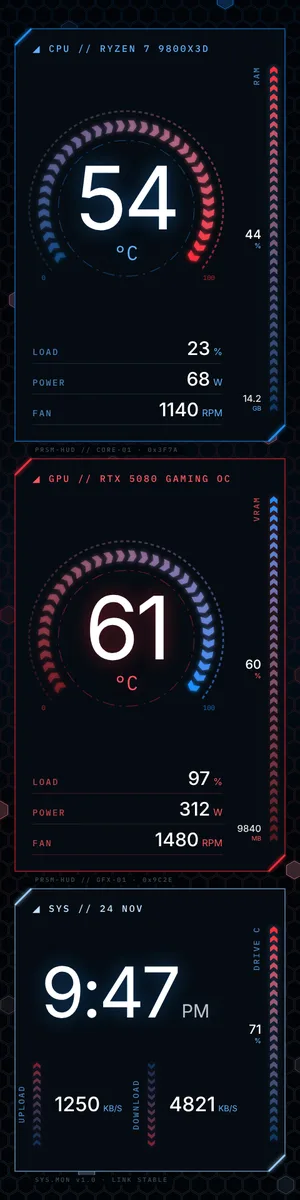 CPU // RYZEN 7 9800X3D
RAM
54
°C
0
100
44
%
LOAD 23 %
POWER 68 W
FAN 1140 RPM
14.2
GB
PRSM-HUD // CORE-01 · 0x3F7A
GPU // RTX 5080 GAMING OC
VRAM
61
°C
0
100
60
%
LOAD 97 %
POWER 312 W
FAN 1480 RPM
9840
MB
PRSM-HUD // GFX-01 · 0x9C2E
SYS // 24 NOV
DRIVE C
9:47 PM
71
%
UPLOAD
1250 KB/S
DOWNLOAD
4821 KB/S
SYS.MON v1.0 · LINK STABLE